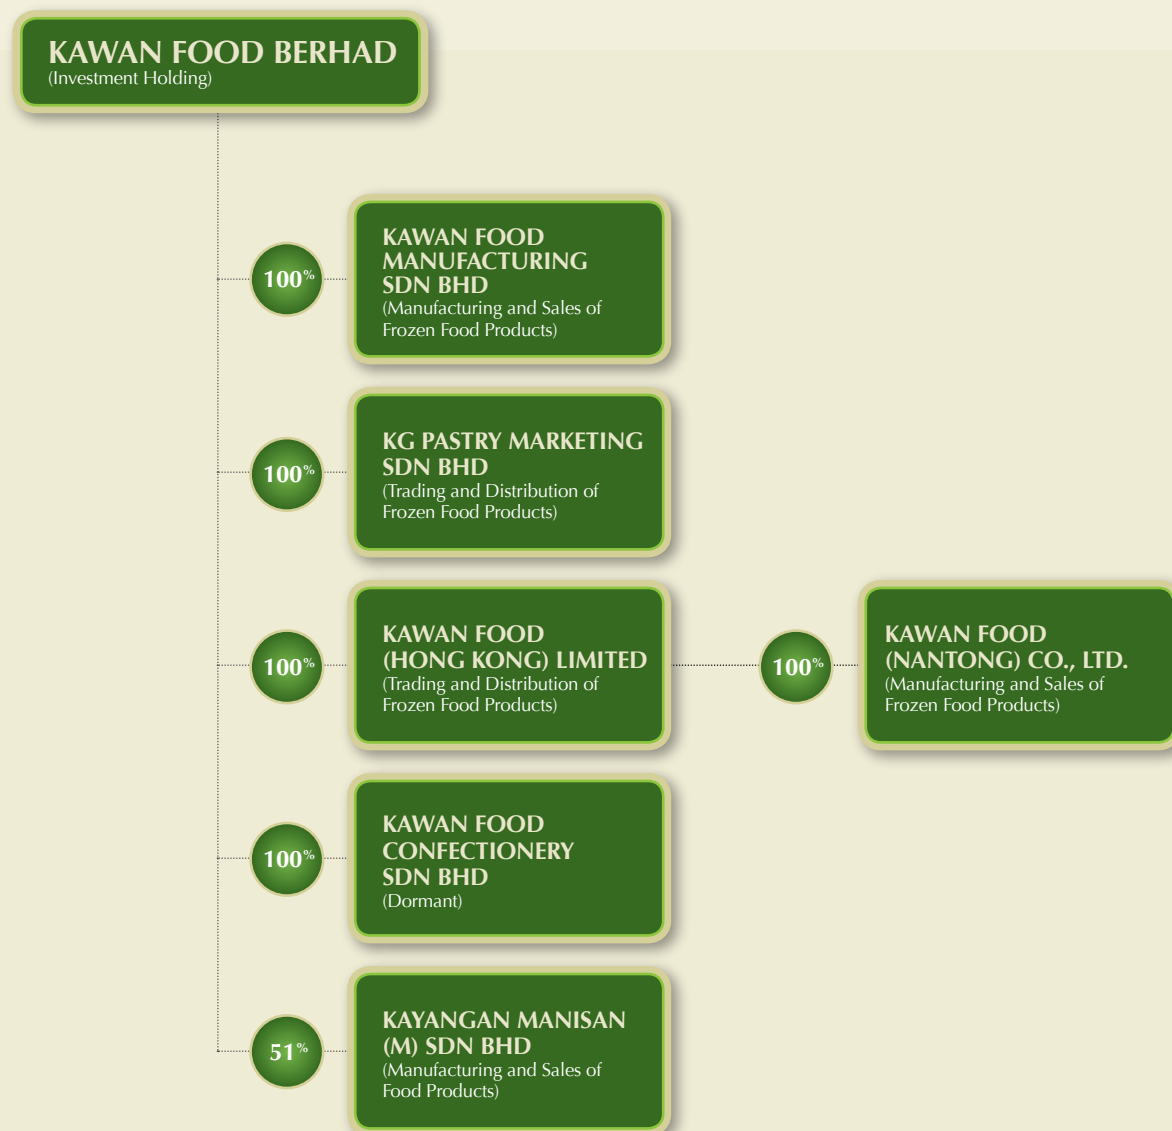 KAWAN FOOD BERHAD
(Investment Holding)
100%
KAWAN FOOD
MANUFACTURING
SDN BHD
(Manufacturing and Sales of
Frozen Food Products)
100%
KG PASTRY MARKETING
SDN BHD
(Trading and Distribution of
Frozen Food Products)
100%
KAWAN FOOD
(HONG KONG) LIMITED
(Trading and Distribution of
Frozen Food Products)
100%
KAWAN FOOD
(NANTONG) CO., LTD.
(Manufacturing and Sales of
Frozen Food Products)
100%
KAWAN FOOD
CONFECTIONERY
SDN BHD
(Dormant)
51%
KAYANGAN MANISAN
(M) SDN BHD
(Manufacturing and Sales of
Food Products)